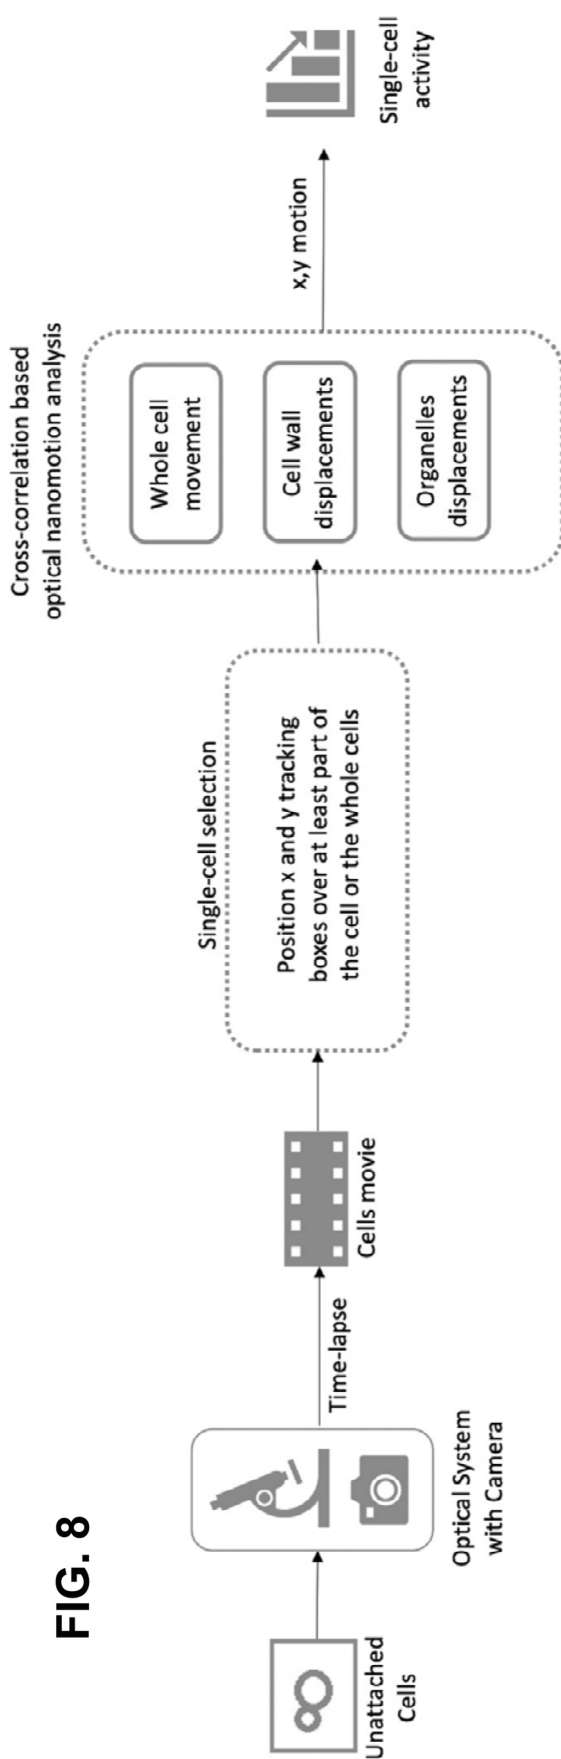 FIG. 8
Unattached
Cells
Optical System
with Camera
Time-lapse
Cells movie
Single-cell selection
Position x and y tracking
boxes over at least part of
the cell or the whole cells
Cross-correlation based
optical nanomotion analysis
Whole cell
movement
Cell wall
displacements
Organelles
displacements
x,y motion
Single-cell
activity